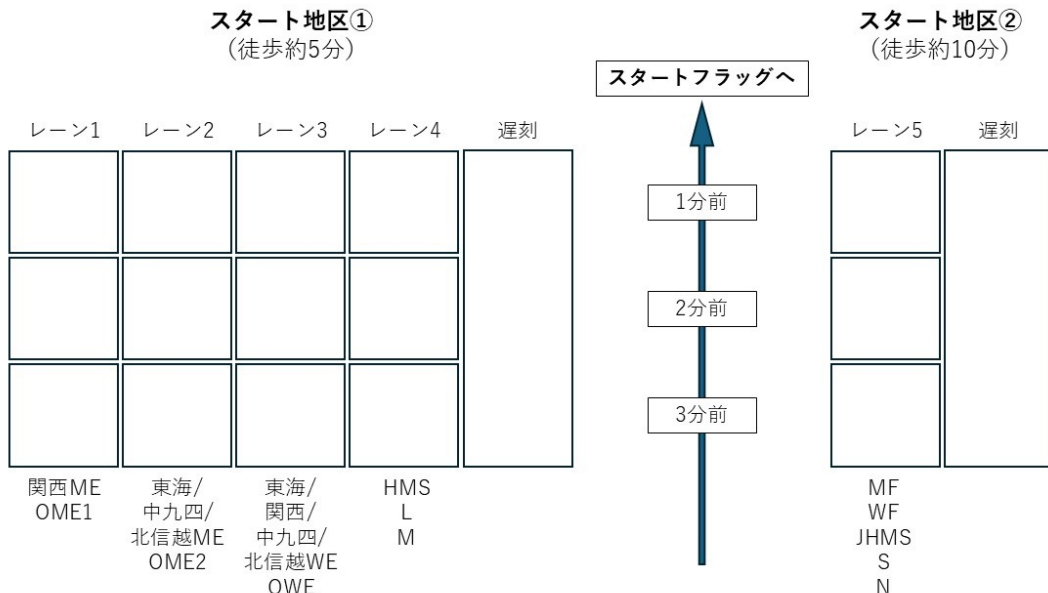 スタート地区①
(徒歩約5分)
スタート地区②
(徒歩約10分)
スタートフラッグへ
レーン1
レーン2
レーン3
レーン4
遅刻
レーン5
遅刻
1分前
2分前
3分前
関西ME
OME1
東海/
中九四/
北信越ME
OME2
東海/
関西/
中九四/
北信越WE
OWE
HMS
L
M
MF
WF
JHMS
S
N